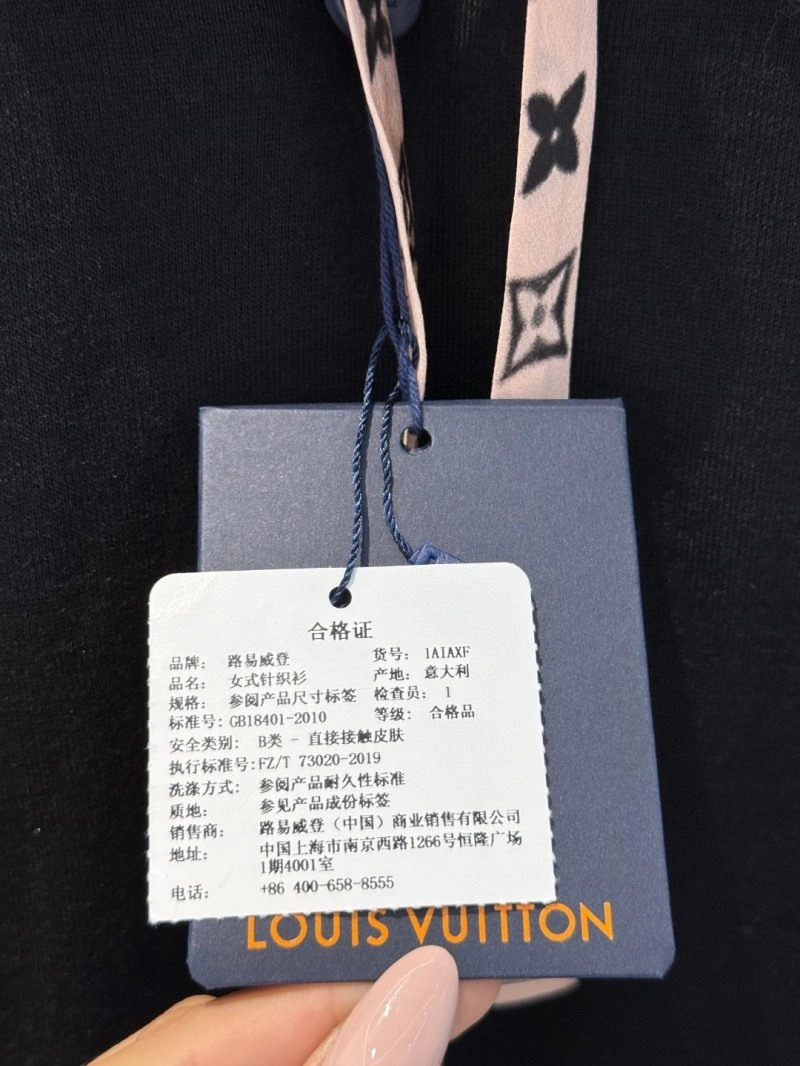 合格证
品牌： 路易威登 货号： 1AIAXF
品名： 女式针织衫 产地： 意大利
规格： 参阅产品尺寸标签 检查员： 1
标准号: GB18401-2010 等级： 合格品
安全类别： B类 - 直接接触皮肤
执行标准号:FZ/T 73020-2019
洗涤方式： 参阅产品耐久性标准
质地： 参见产品成份标签
销售商： 路易威登（中国）商业销售有限公司
地址： 中国上海市南京西路1266号恒隆广场
1期4001室
电话： +86 400-658-8555
LOUIS VUITTON